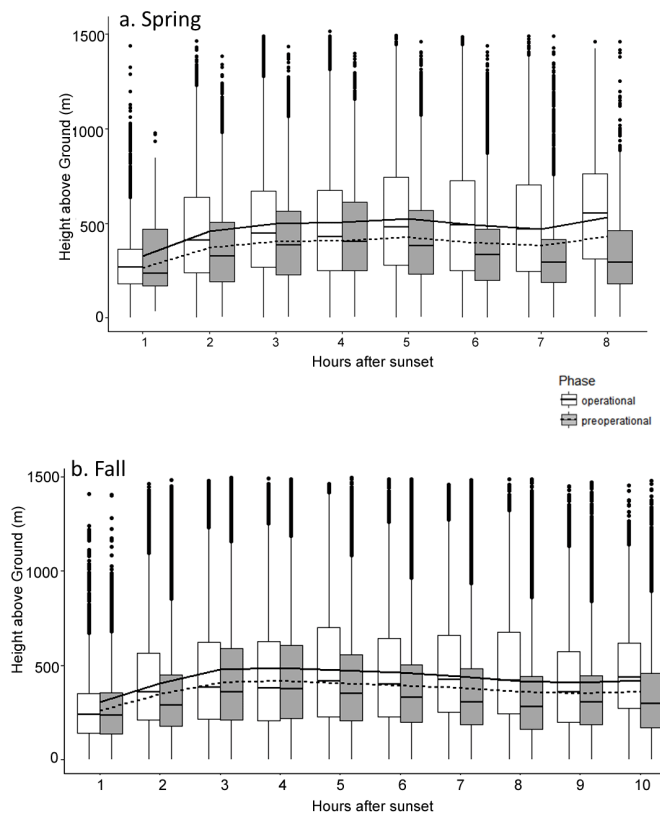 a. Spring
1500
1000
500
0
Height above Ground (m)
1 2 3 4 5 6 7 8
Hours after sunset
Phase
operational
preoperational
b. Fall
1500
1000
500
0
Height above Ground (m)
1 2 3 4 5 6 7 8 9 10
Hours after sunset